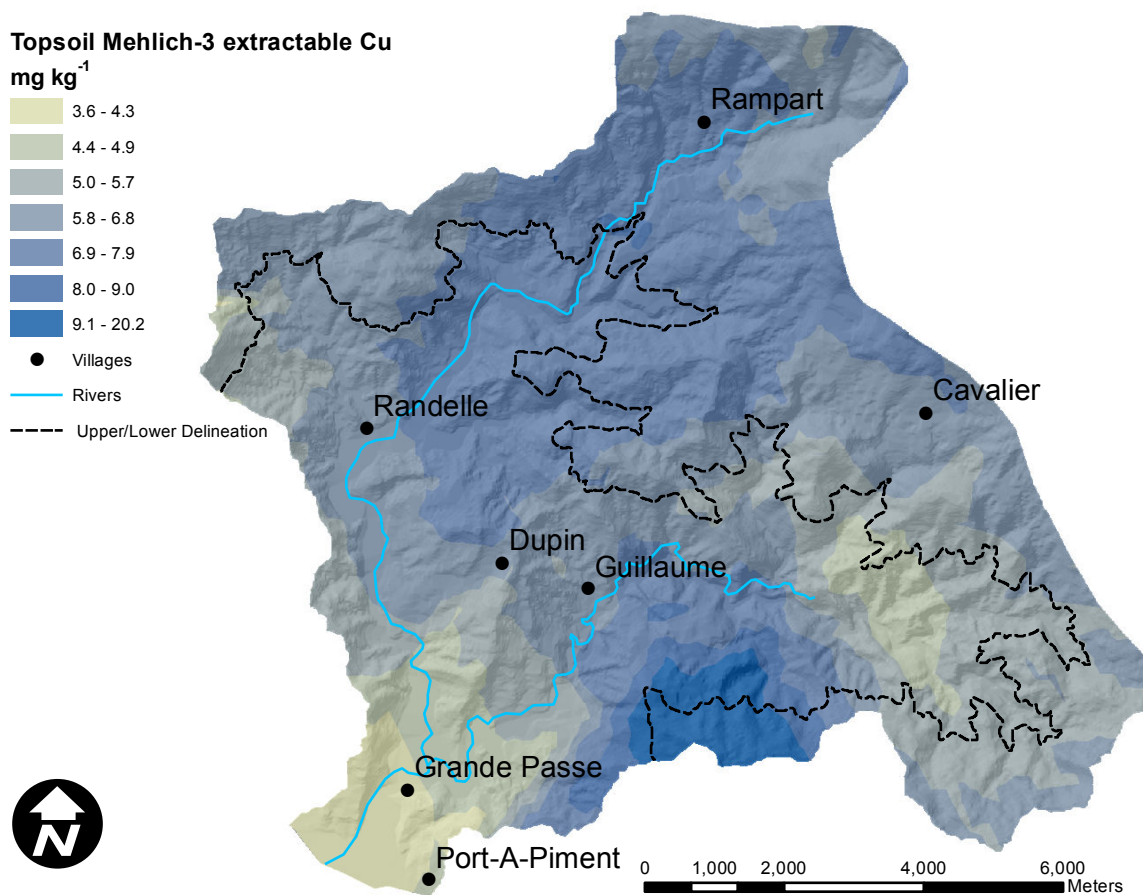 Topsoil Mehlich-3 extractable Cu
mg kg-1
3.6 - 4.3
4.4 - 4.9
5.0 - 5.7
5.8 - 6.8
6.9 - 7.9
8.0 - 9.0
9.1 - 20.2
Villages
Rivers
Upper/Lower Delineation
Rampart
Cavalier
Randelle
Dupin
Guillaume
Grande Passe
Port-A-Piment
N
0 1,000 2,000 4,000 6,000
Meters